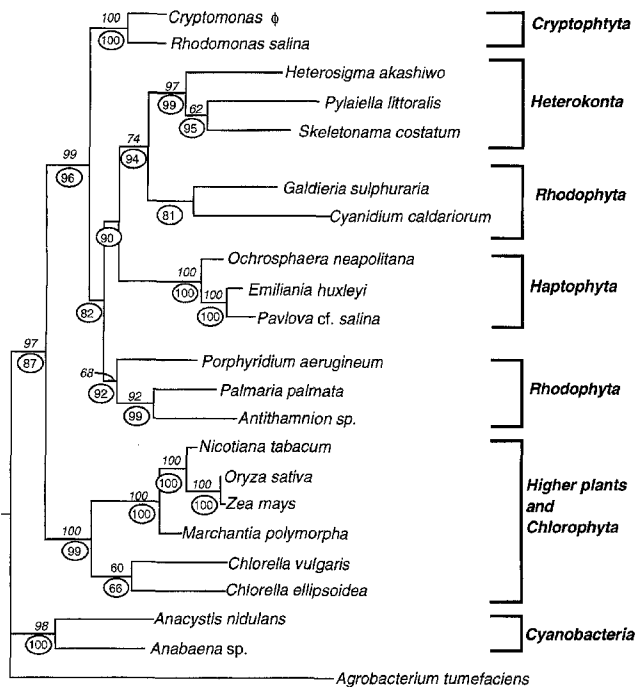 100
Cryptomonas ϕ
Cryptophtyta
100
Rhodomonas salina
97
Heterosigma akashiwo
99
62
Pylaiella littoralis
Heterokonta
95
Skeletonama costatum
74
94
99
96
Galdieria sulphuraria
Rhodophyta
81
Cyanidium caldariorum
90
Ochrosphaera neapolitana
100
100
100
Emiliania huxleyi
Haptophyta
100
Pavlova cf. salina
82
97
87
Porphyridium aerugineum
68
92
92
Palmaria palmata
Rhodophyta
99
Antithamnion sp.
Nicotiana tabacum
100
100
Oryza sativa
Higher plants
and
Chlorophyta
100
100
100
Zea mays
100
Marchantia polymorpha
100
99
60
Chlorella vulgaris
66
Chlorella ellipsoidea
98
Anacystis nidulans
Cyanobacteria
100
Anabaena sp.
Agrobacterium tumefaciens